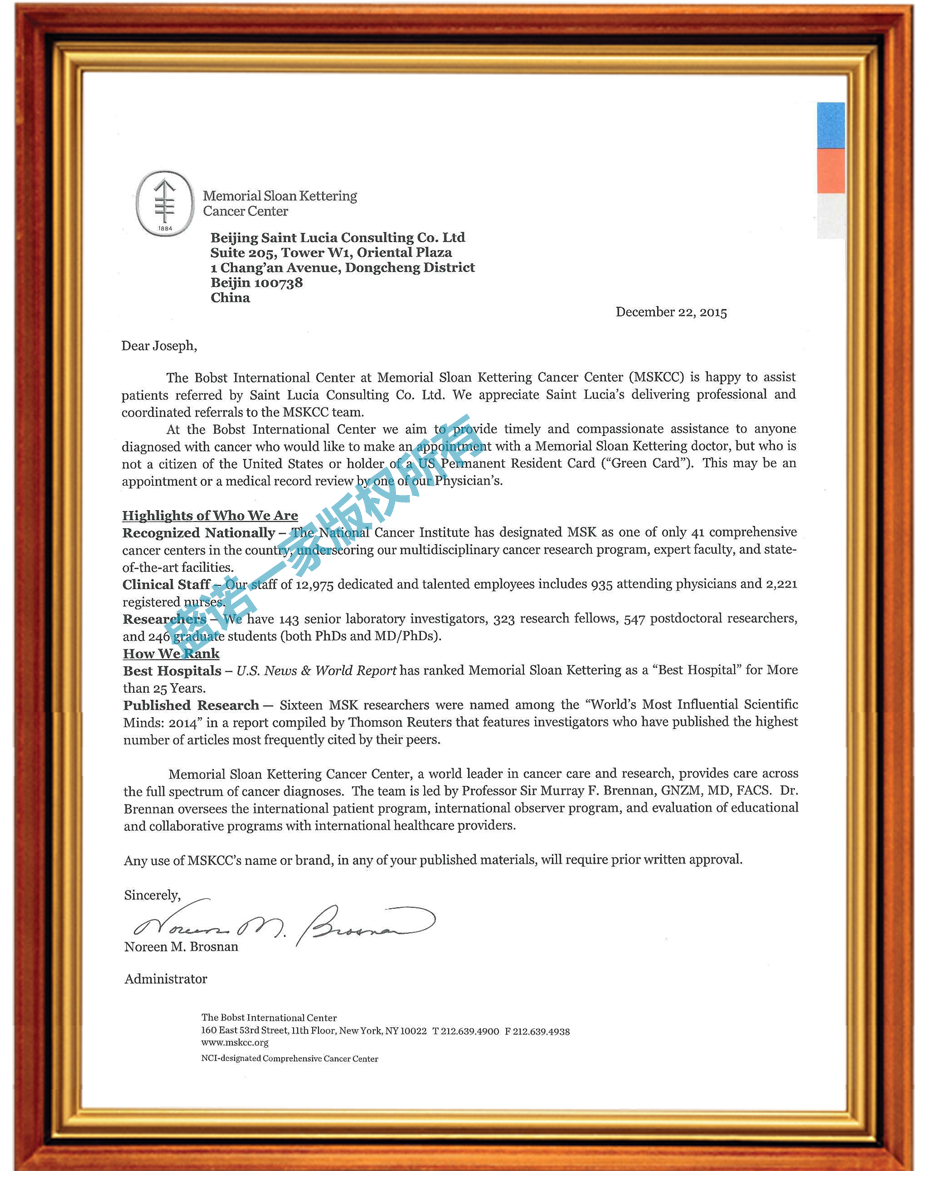 1884
Memorial Sloan Kettering
Cancer Center
Beijing Saint Lucia Consulting Co. Ltd
Suite 205, Tower W1, Oriental Plaza
1 Chang'an Avenue, Dongcheng District
Beijin 100738
China
December 22, 2015
Dear Joseph,
The Bobst International Center at Memorial Sloan Kettering Cancer Center (MSKCC) is happy to assist
patients referred by Saint Lucia Consulting Co. Ltd. We appreciate Saint Lucia's delivering professional and
coordinated referrals to the MSKCC team.
At the Bobst International Center we aim to provide timely and compassionate assistance to anyone
diagnosed with cancer who would like to make an appointment with a Memorial Sloan Kettering doctor, but who is
not a citizen of the United States or holder of a US Permanent Resident Card ("Green Card"). This may be an
appointment or a medical record review by one of our Physician's.
Highlights of Who We Are
Recognized Nationally – The National Cancer Institute has designated MSK as one of only 41 comprehensive
cancer centers in the country, underscoring our multidisciplinary cancer research program, expert faculty, and state-
of-the-art facilities.
Clinical Staff – Our staff of 12,975 dedicated and talented employees includes 935 attending physicians and 2,221
registered nurses.
Researchers – We have 143 senior laboratory investigators, 323 research fellows, 547 postdoctoral researchers,
and 246 graduate students (both PhDs and MD/PhDs).
How We Rank
Best Hospitals – U.S. News & World Report has ranked Memorial Sloan Kettering as a "Best Hospital" for More
than 25 Years.
Published Research — Sixteen MSK researchers were named among the "World's Most Influential Scientific
Minds: 2014" in a report compiled by Thomson Reuters that features investigators who have published the highest
number of articles most frequently cited by their peers.
Memorial Sloan Kettering Cancer Center, a world leader in cancer care and research, provides care across
the full spectrum of cancer diagnoses. The team is led by Professor Sir Murray F. Brennan, GNZM, MD, FACS. Dr.
Brennan oversees the international patient program, international observer program, and evaluation of educational
and collaborative programs with international healthcare providers.
Any use of MSKCC's name or brand, in any of your published materials, will require prior written approval.
Sincerely,
Noreen M. Brosnan
Noreen M. Brosnan
Administrator
The Bobst International Center
160 East 53rd Street, 11th Floor, New York, NY 10022 T 212.639.4900 F 212.639.4938
www.mskcc.org
NCI-designated Comprehensive Cancer Center
盛诺一家版权所有